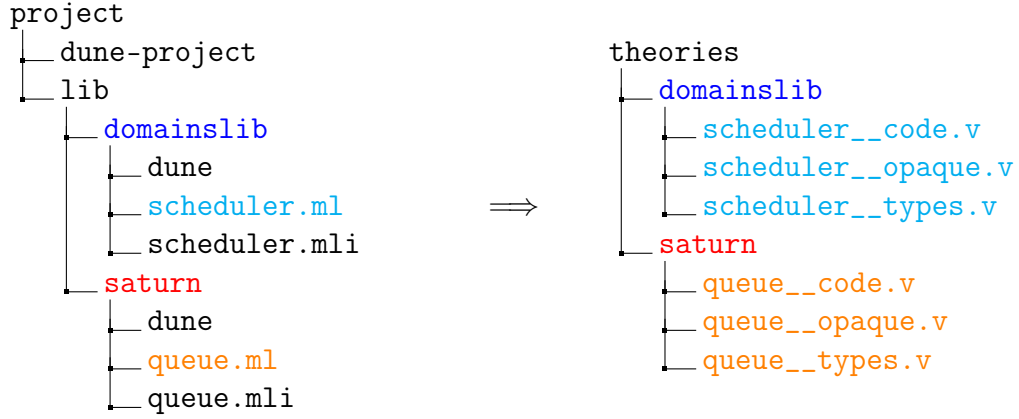 project
dune-project
lib
domainslib
dune
scheduler.ml
scheduler.mli
saturn
dune
queue.ml
queue.mli
⟹
theories
domainslib
scheduler__code.v
scheduler__opaque.v
scheduler__types.v
saturn
queue__code.v
queue__opaque.v
queue__types.v